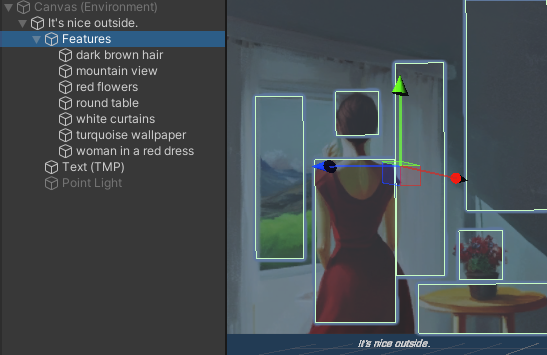 Canvas (Environment)
It's nice outside.
Features
dark brown hair
mountain view
red flowers
round table
white curtains
turquoise wallpaper
woman in a red dress
Text (TMP)
Point Light
It's nice outside.